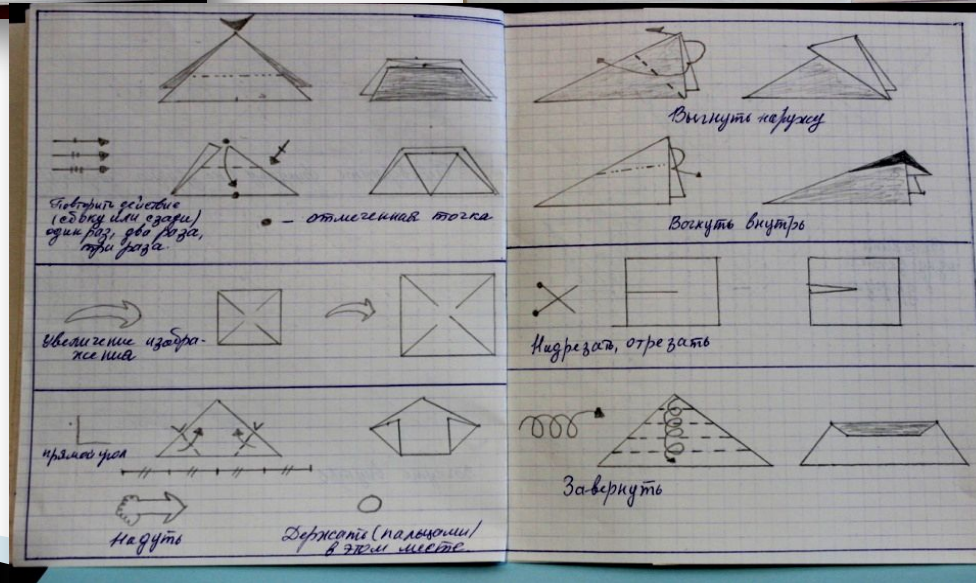 Повторить действие
(сбоку или сзади)
один раз, два раза,
три раза.
– отмеченная точка
Увеличение изобра-
жения
прямой угол
Надуть
Держать (пальцами)
в этом месте.
Выгнуть наружу
Вогнуть внутрь
Надрезать, отрезать
Завернуть